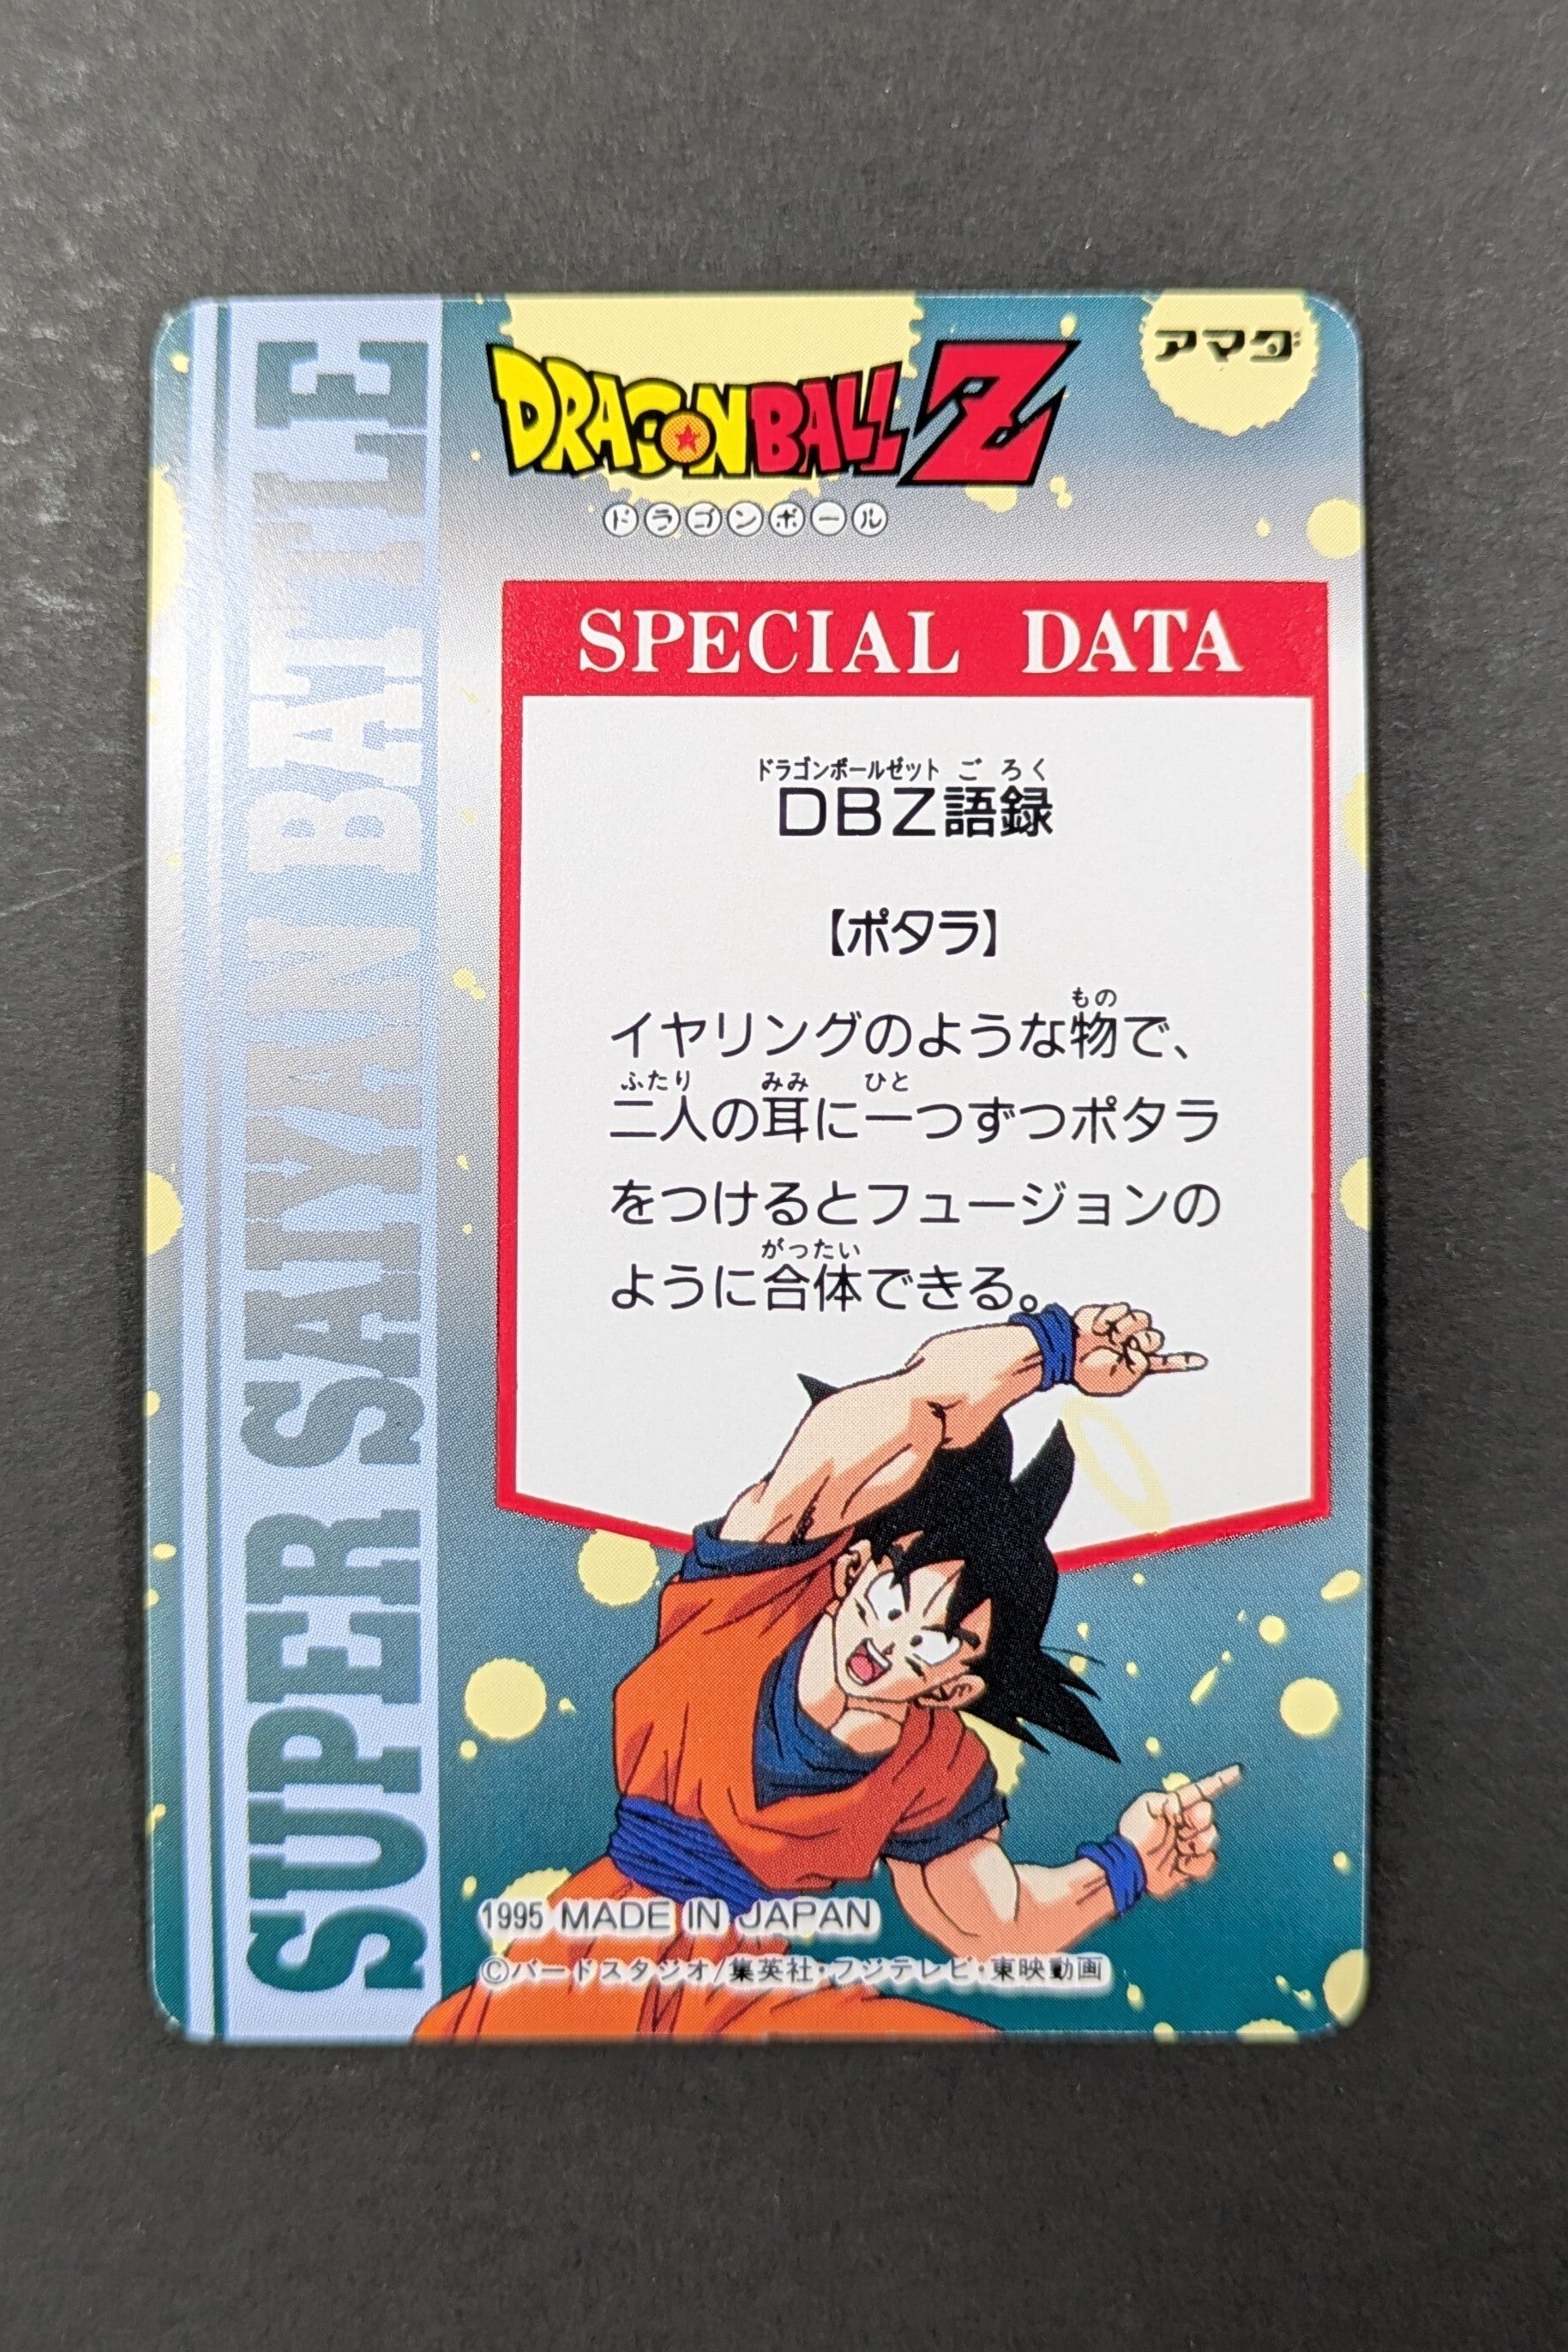 SUPER SAIYAN BATTLE
DRAGONBALL Z
アマダ
ドラゴンボール
SPECIAL DATA
ドラゴンボールゼット ごろく
DBZ語録
【ポタラ】
もの
イヤリングのような物で、
ふたり みみ ひと
二人の耳に一つずつポタラ
をつけるとフュージョンの
がったい
ように合体できる。
1995 MADE IN JAPAN
©バードスタジオ/集英社・フジテレビ・東映動画